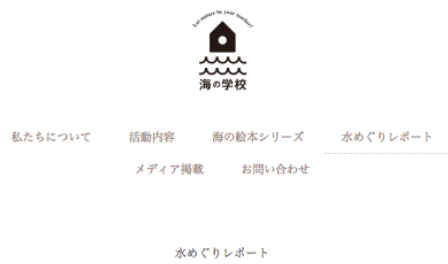 Let nature be your teacher!
海の学校
私たちについて 活動内容 海の絵本シリーズ 水めぐりレポート
メディア掲載 お問い合わせ
水めぐりレポート